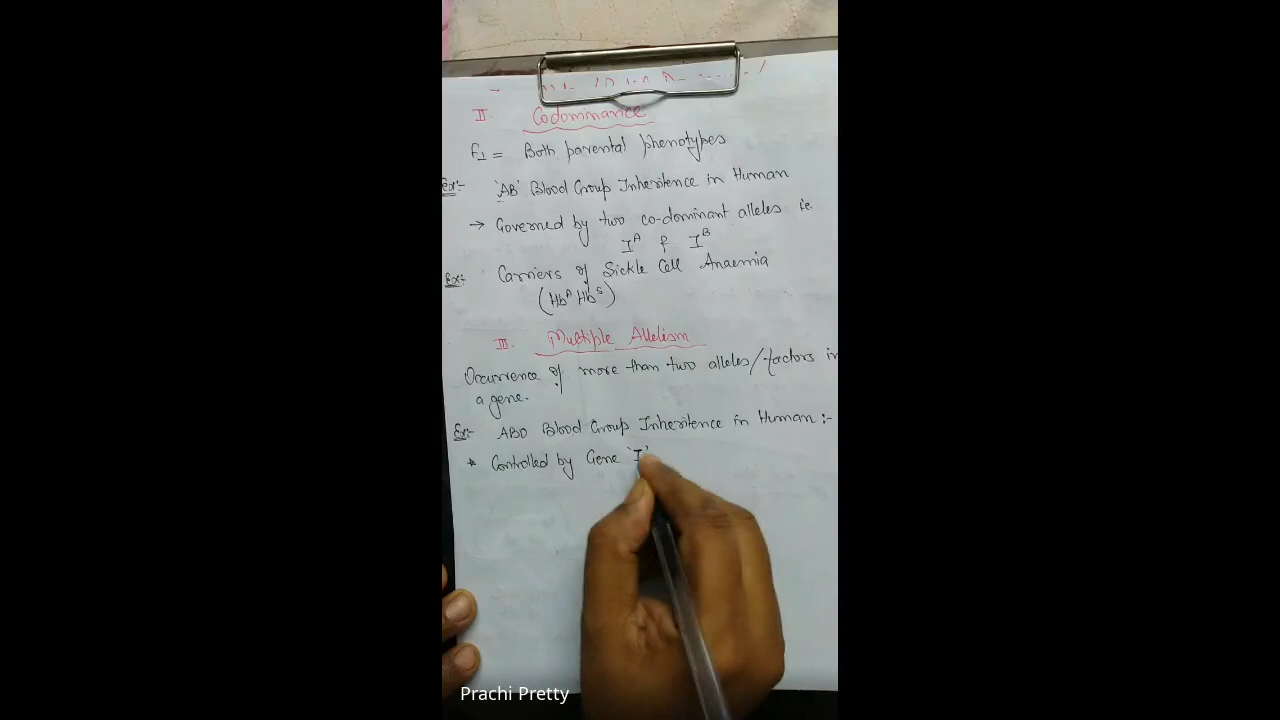 II. Codominance
F1 = Both parental phenotypes
Ex:- 'AB' Blood Group Inheritence in Human
→ Governed by two co-dominant alleles ie.
I^A & I^B
Ex:- Carriers of Sickle Cell Anaemia
(Hb^A Hb^S)
III. Multiple Allelism
Occurrence of more than two alleles/factors in
a gene.
Ex:- ABO Blood Group Inheritence in Human :-
* Controlled by Gene 'I'
Prachi Pretty